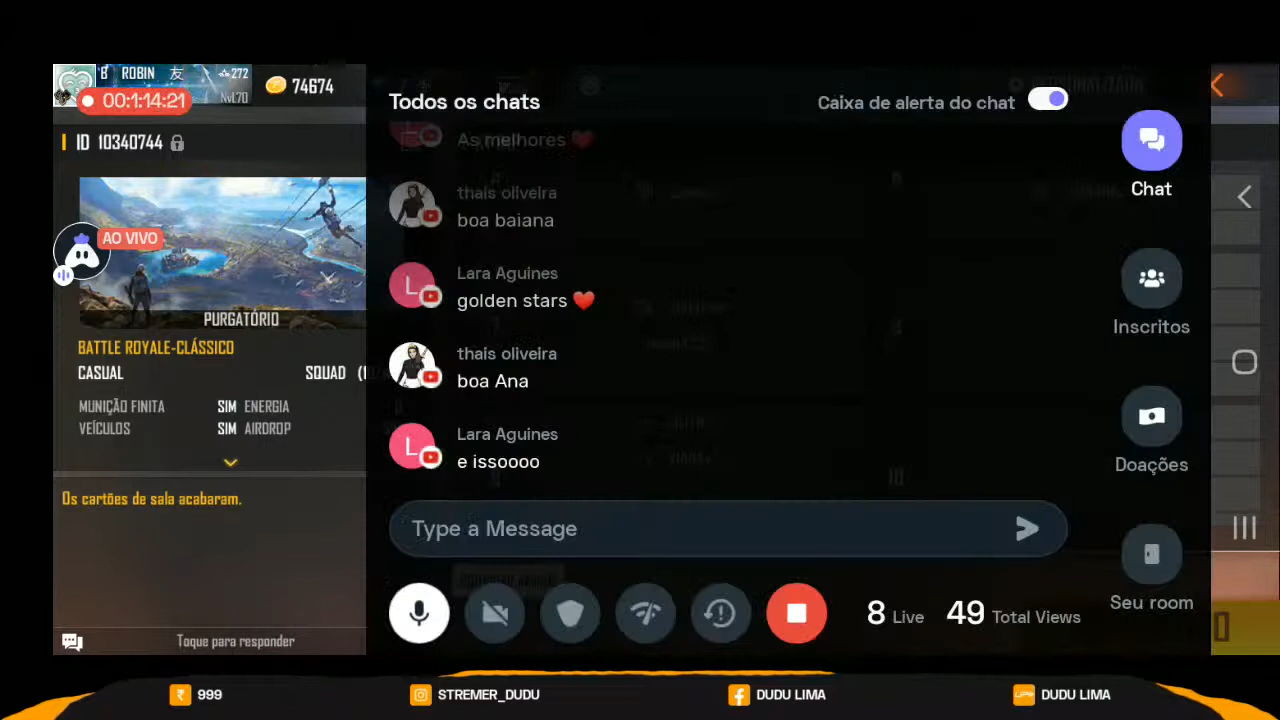 B ROBIN 友
272
Nvl.70
74674
00:1:14:21
ID 10340744
AO VIVO
PURGATÓRIO
BATTLE ROYALE-CLÁSSICO
CASUAL SQUAD
MUNIÇÃO FINITA SIM ENERGIA
VEÍCULOS SIM AIRDROP
Os cartões de sala acabaram.
Toque para responder
Todos os chats
Caixa de alerta do chat
As melhores ❤️
thais oliveira
boa baiana
L
Lara Aguines
golden stars ❤️
thais oliveira
boa Ana
L
Lara Aguines
e issoooo
Type a Message
8 Live 49 Total Views
Chat
Inscritos
Doações
Seu room
₹ 999
STREMER_DUDU
DUDU LIMA
DUDU LIMA